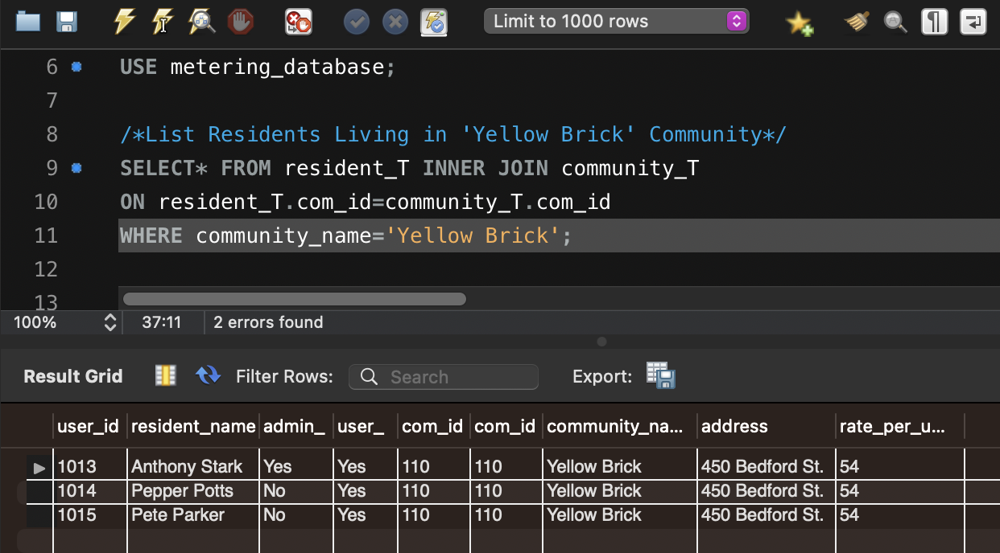 Limit to 1000 rows
6 USE metering_database;
7
8 /*List Residents Living in 'Yellow Brick' Community*/
9 SELECT* FROM resident_T INNER JOIN community_T
10 ON resident_T.com_id=community_T.com_id
11 WHERE community_name='Yellow Brick';
12
13
100% 37:11 2 errors found
Result Grid Filter Rows: Search Export:
user_id resident_name admin_ user_ com_id com_id community_na... address rate_per_u...
1013 Anthony Stark Yes Yes 110 110 Yellow Brick 450 Bedford St. 54
1014 Pepper Potts No Yes 110 110 Yellow Brick 450 Bedford St. 54
1015 Pete Parker No Yes 110 110 Yellow Brick 450 Bedford St. 54